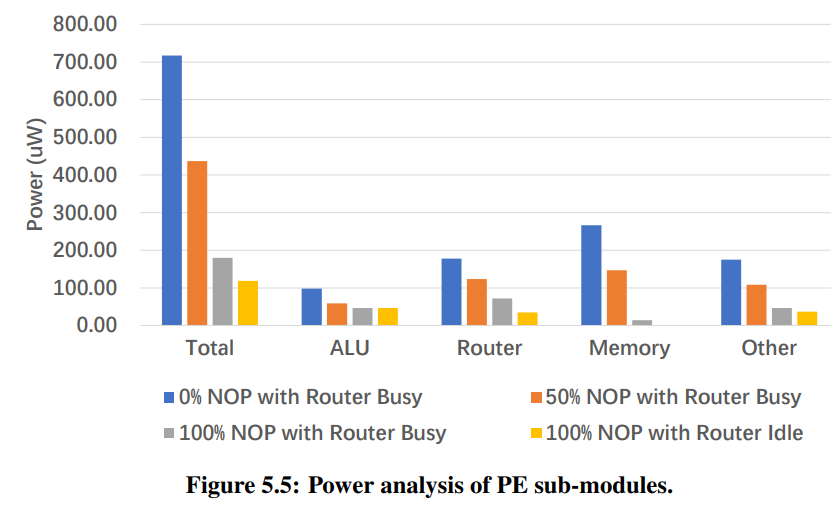 800.00
700.00
600.00
500.00
400.00
300.00
200.00
100.00
0.00
Power (uW)
Total ALU Router Memory Other
0% NOP with Router Busy 50% NOP with Router Busy
100% NOP with Router Busy 100% NOP with Router Idle
Figure 5.5: Power analysis of PE sub-modules.